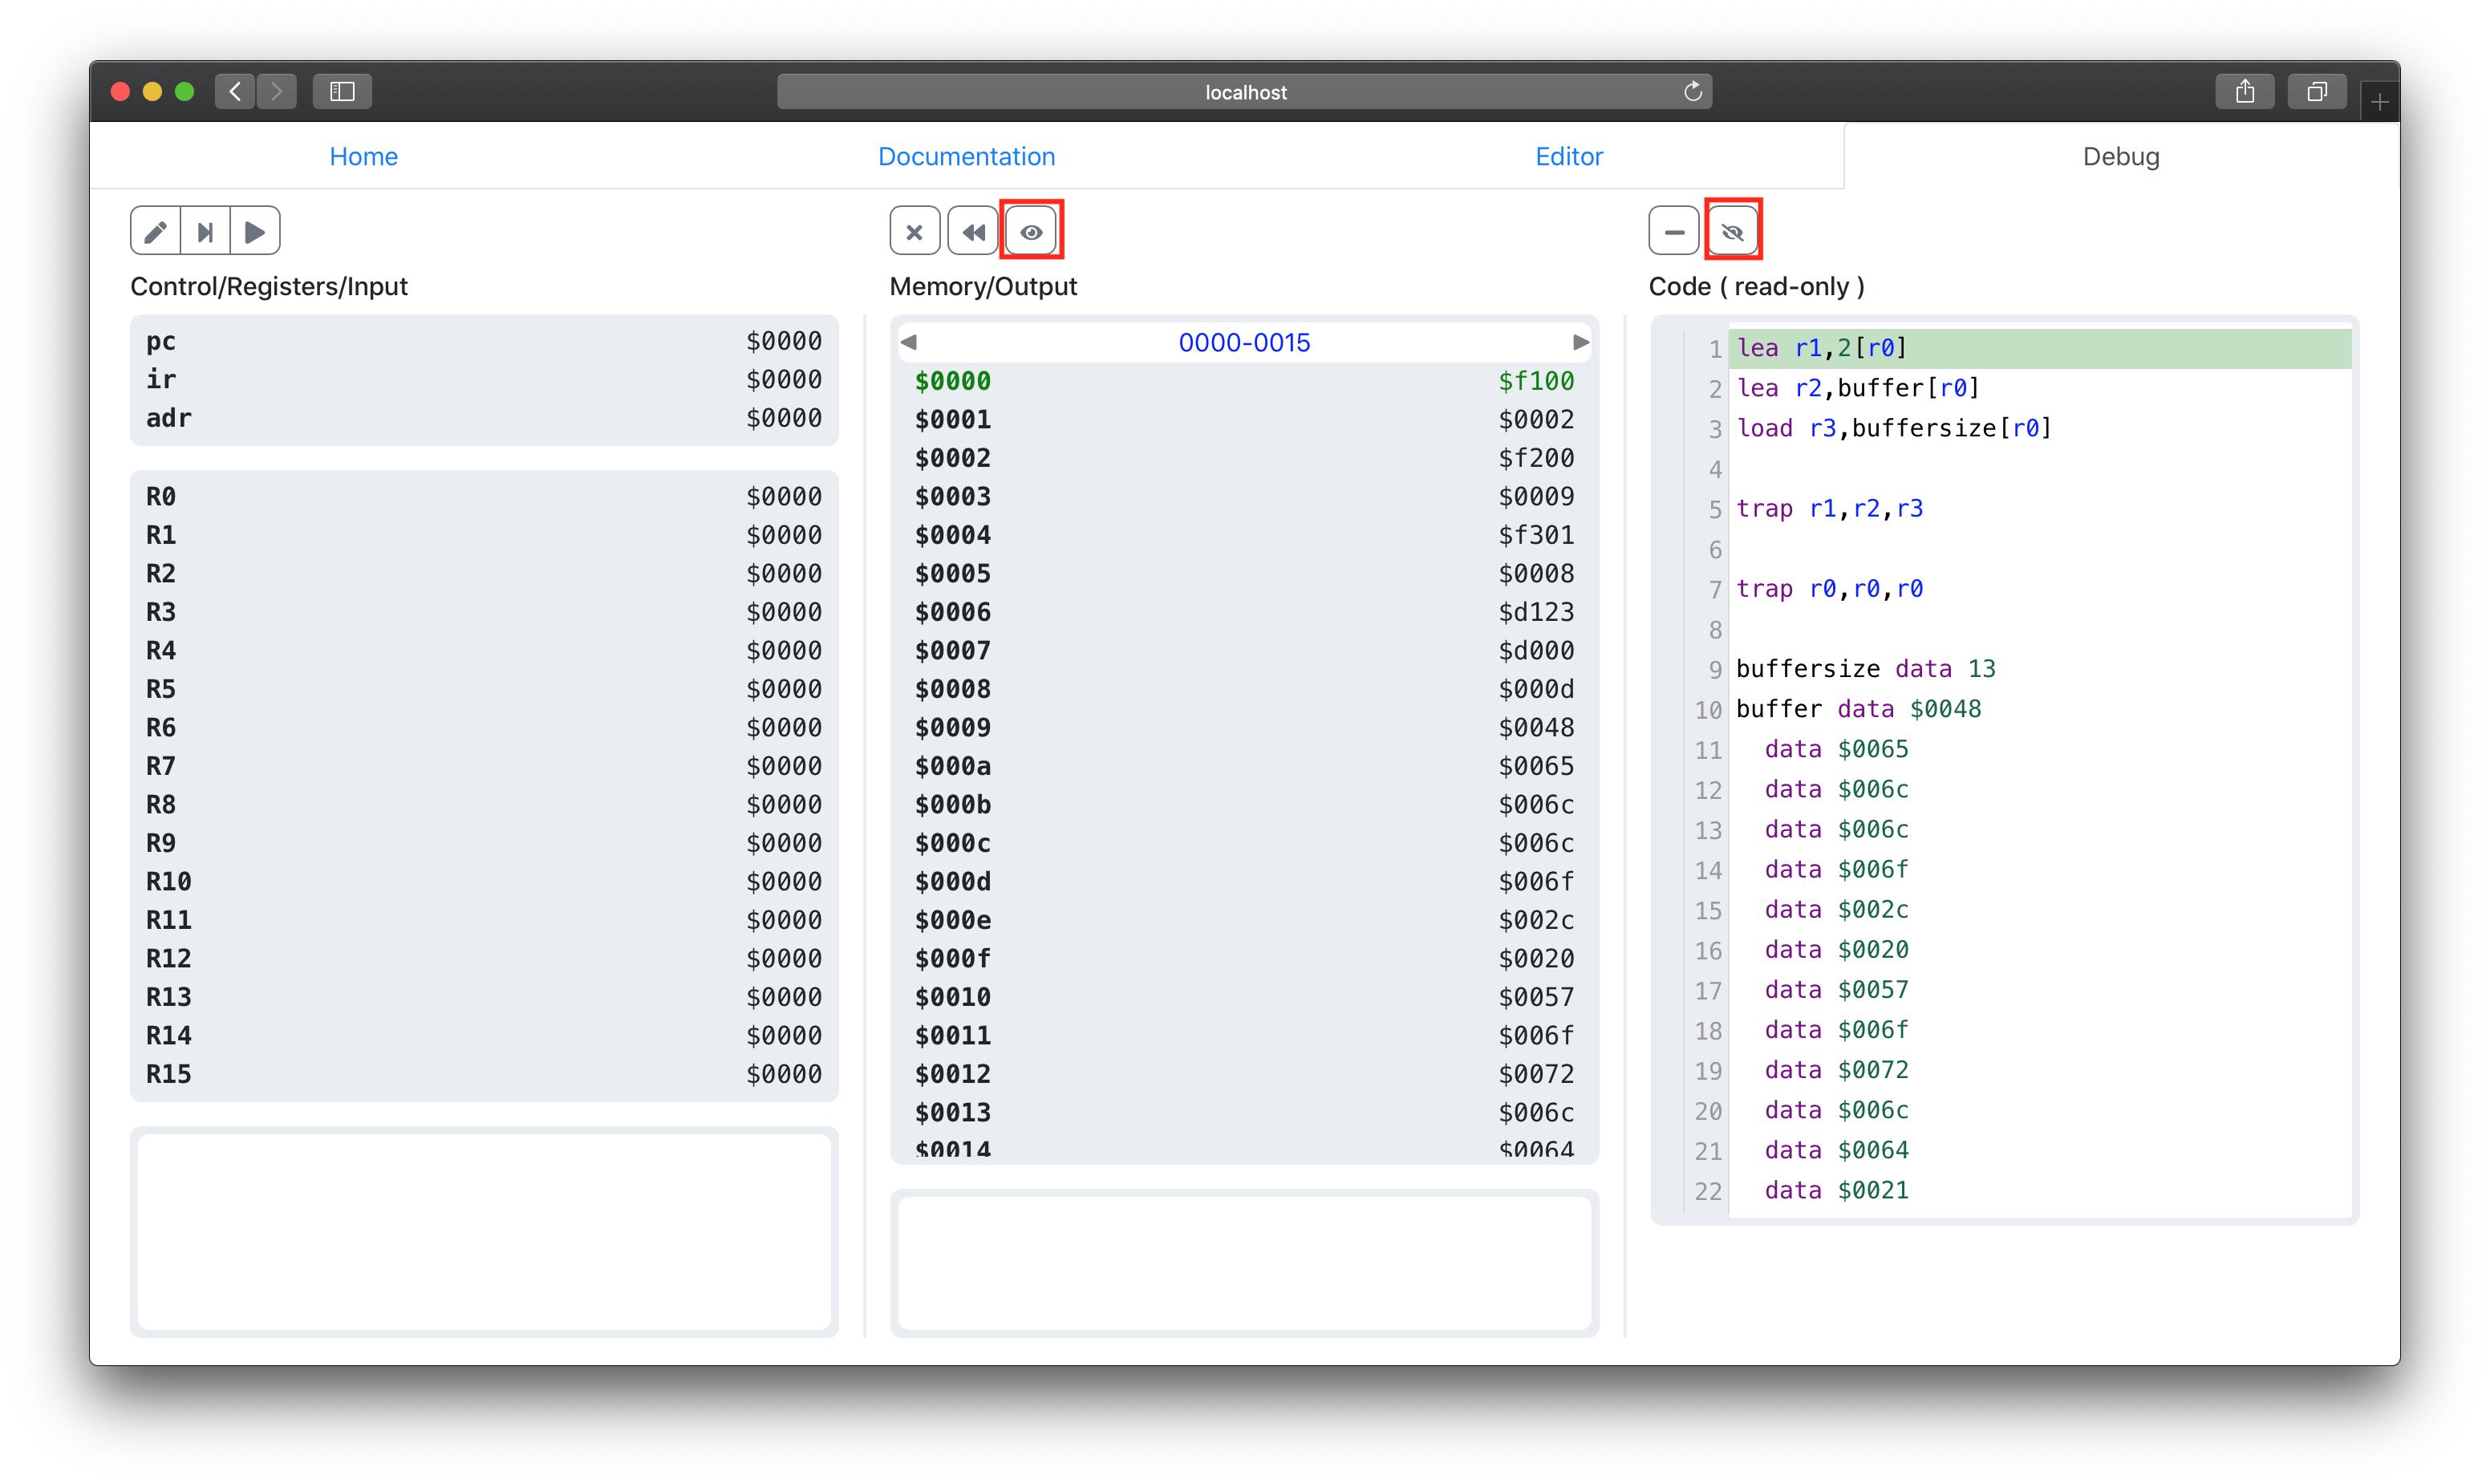 localhost
Home Documentation Editor Debug
Control/Registers/Input
pc $0000
ir $0000
adr $0000
R0 $0000
R1 $0000
R2 $0000
R3 $0000
R4 $0000
R5 $0000
R6 $0000
R7 $0000
R8 $0000
R9 $0000
R10 $0000
R11 $0000
R12 $0000
R13 $0000
R14 $0000
R15 $0000
Memory/Output
0000-0015
$0000 $f100
$0001 $0002
$0002 $f200
$0003 $0009
$0004 $f301
$0005 $0008
$0006 $d123
$0007 $d000
$0008 $000d
$0009 $0048
$000a $0065
$000b $006c
$000c $006c
$000d $006f
$000e $002c
$000f $0020
$0010 $0057
$0011 $006f
$0012 $0072
$0013 $006c
$0014 $0064
Code ( read-only )
1 lea r1,2[r0]
2 lea r2,buffer[r0]
3 load r3,buffersize[r0]
4
5 trap r1,r2,r3
6
7 trap r0,r0,r0
8
9 buffersize data 13
10 buffer data $0048
11 data $0065
12 data $006c
13 data $006c
14 data $006f
15 data $002c
16 data $0020
17 data $0057
18 data $006f
19 data $0072
20 data $006c
21 data $0064
22 data $0021